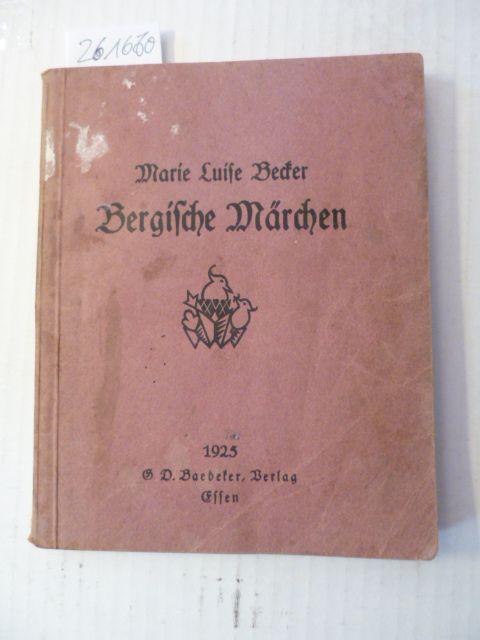 261660
Marie Luise Becker
Bergische Märchen
1925
G. D. Baedeker, Verlag
Essen